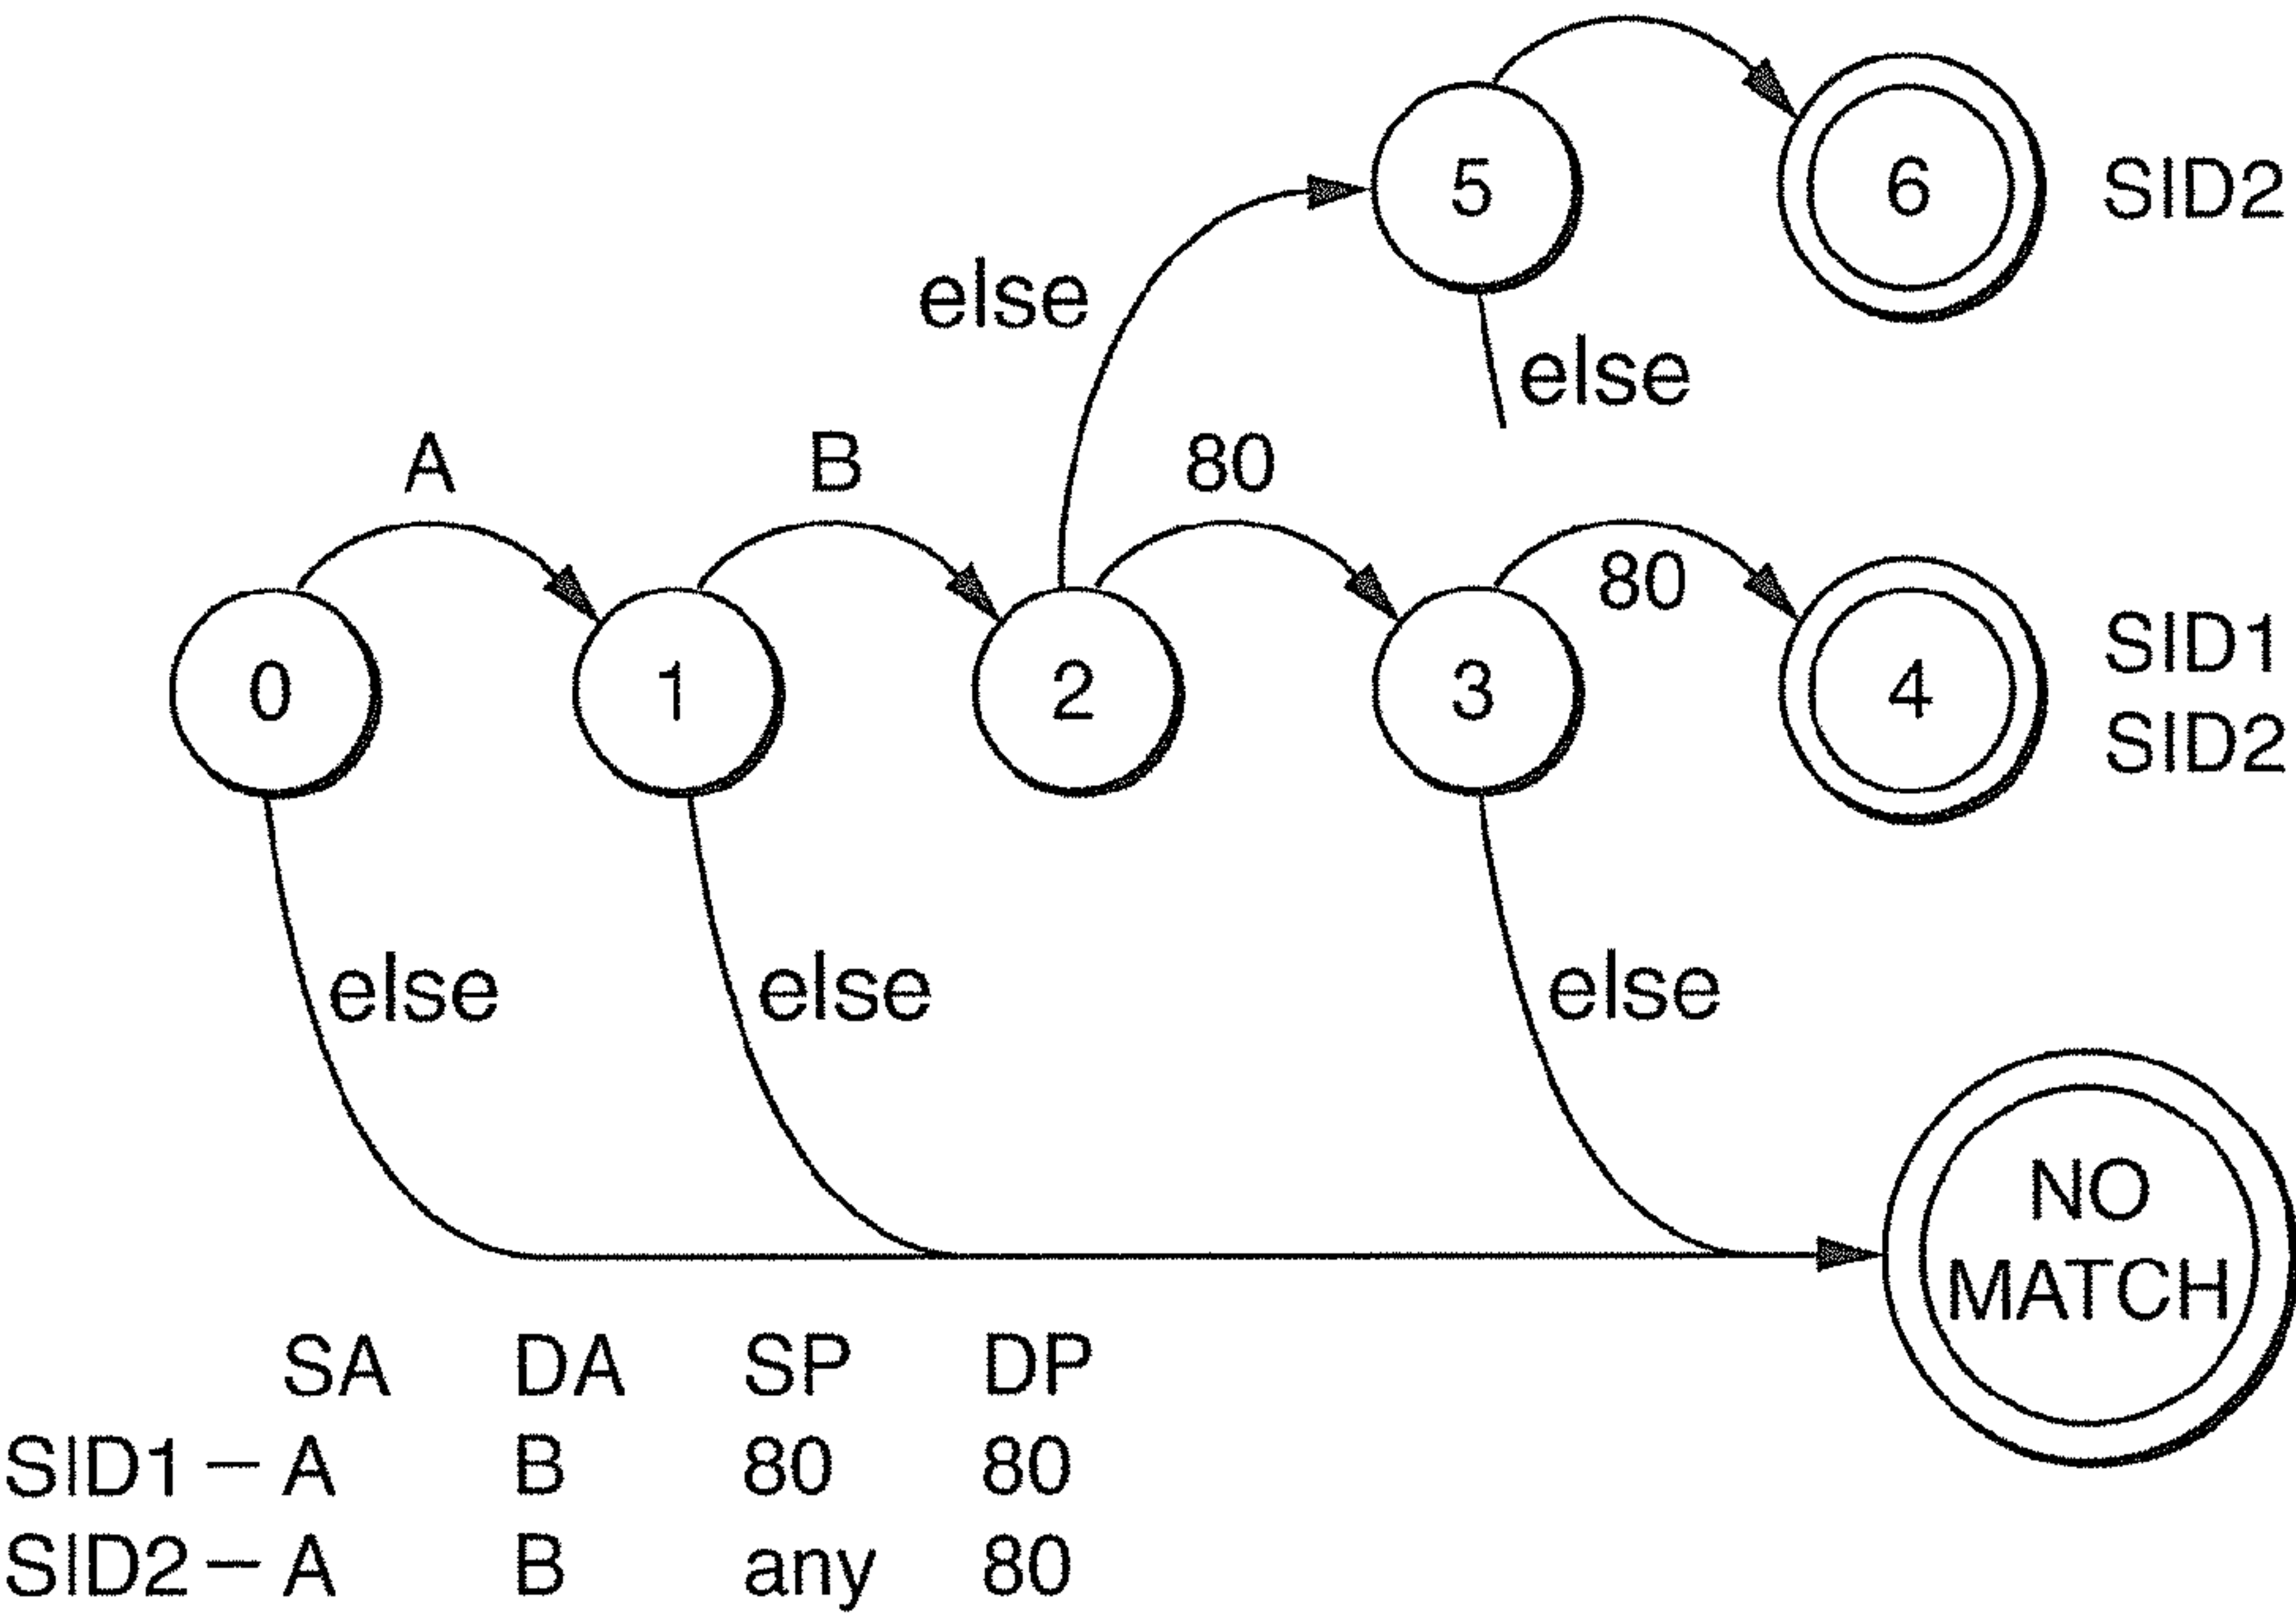 5
6
SID2
else
else
A
B
80
80
0
1
2
3
4
SID1
SID2
else
else
else
NO
MATCH
SA DA SP DP
SID1 – A B 80 80
SID2 – A B any 80